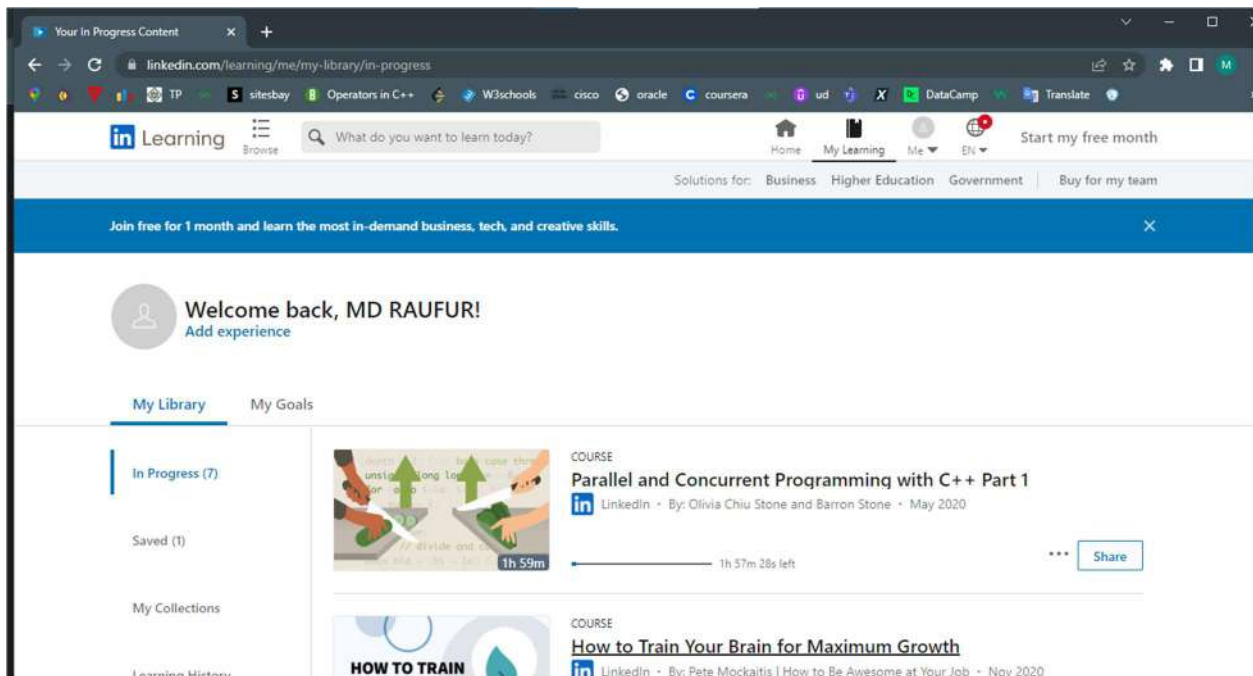 Your In Progress Content
linkedin.com/learning/me/my-library/in-progress
TP sitesbay Operators in C++ W3schools cisco oracle coursera ud DataCamp Translate
in Learning Browse What do you want to learn today? Home My Learning Me EN Start my free month
Solutions for: Business Higher Education Government Buy for my team
Join free for 1 month and learn the most in-demand business, tech, and creative skills.
Welcome back, MD RAUFUR!
Add experience
My Library My Goals
In Progress (7)
Saved (1)
My Collections
Learning History
COURSE
Parallel and Concurrent Programming with C++ Part 1
in LinkedIn • By: Olivia Chiu Stone and Barron Stone • May 2020
1h 59m
1h 57m 28s left
Share
COURSE
How to Train Your Brain for Maximum Growth
in LinkedIn • By: Pete Mockaitis | How to Be Awesome at Your Job • Nov 2020
HOW TO TRAIN